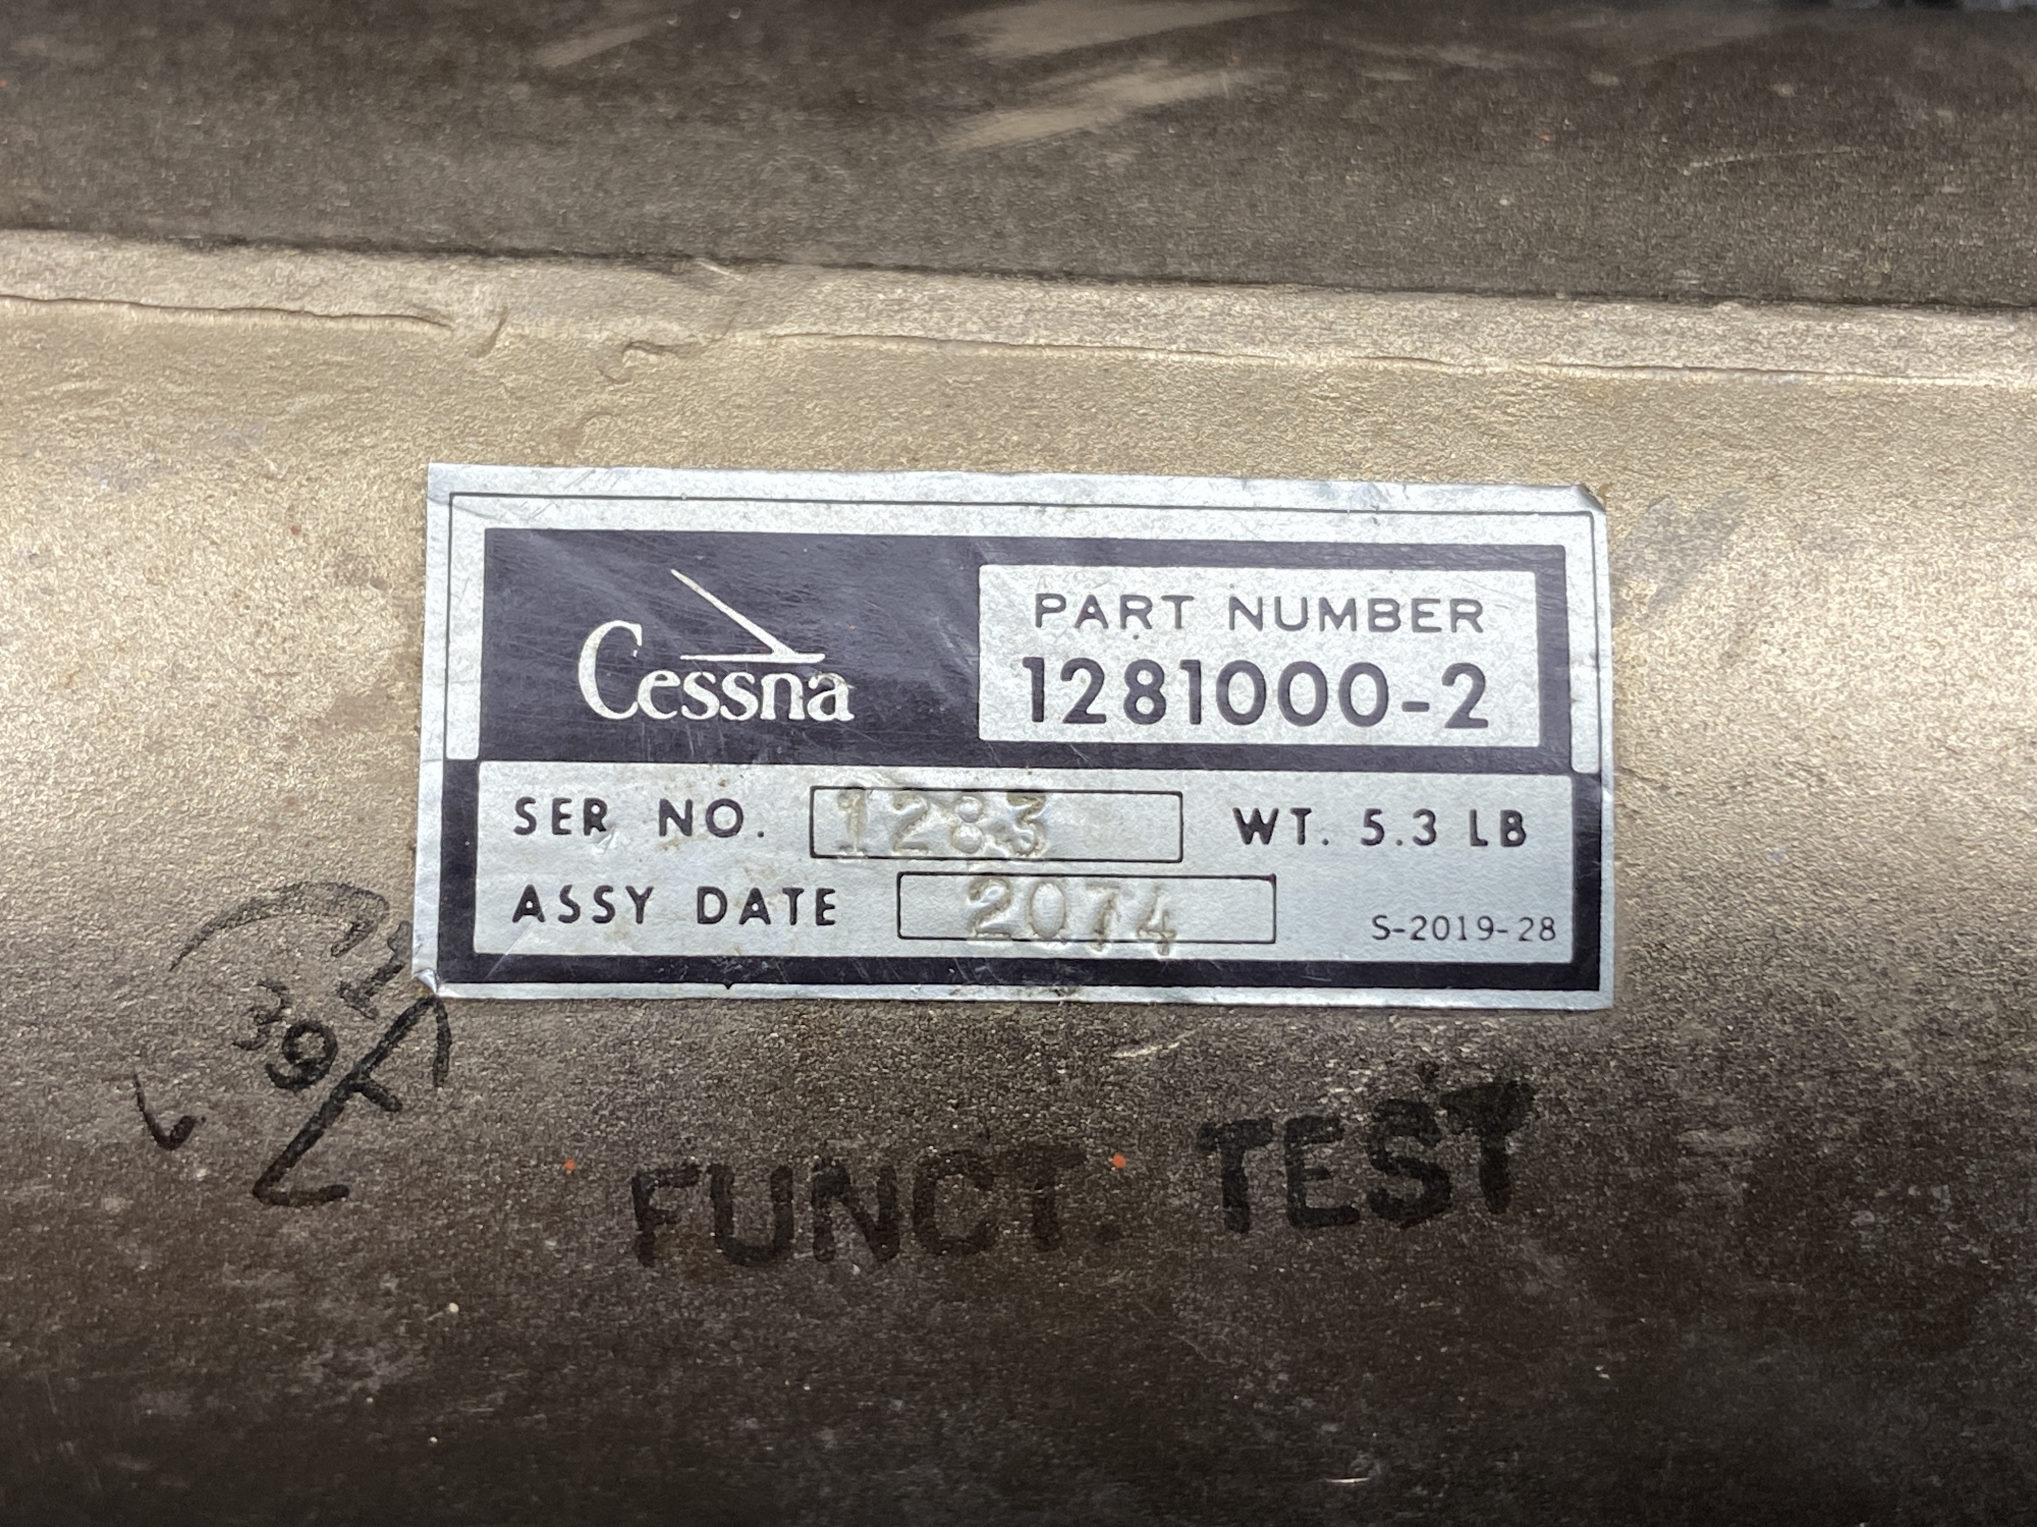 Cessna
PART NUMBER
1281000-2
SER NO. 1283 WT. 5.3 LB
ASSY DATE 2074
S-2019-28
39
FUNCT. TEST